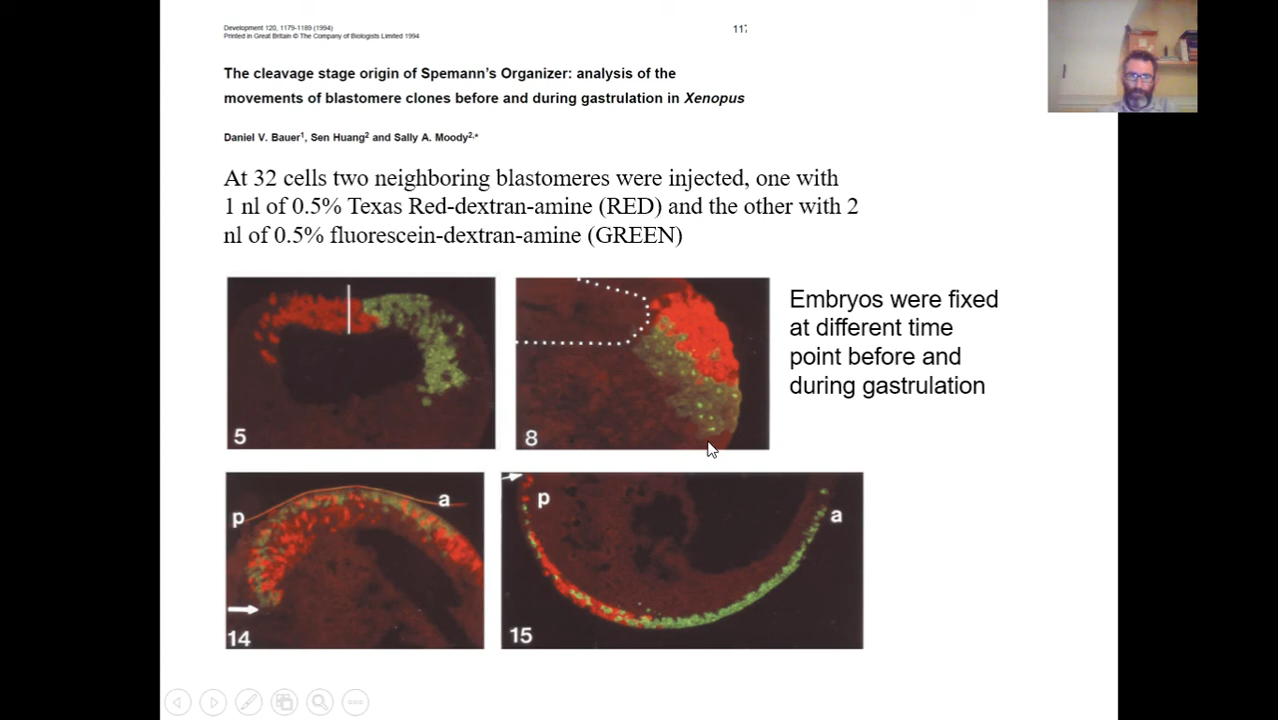 Development 120, 1179-1189 (1994)
Printed in Great Britain © The Company of Biologists Limited 1994
The cleavage stage origin of Spemann's Organizer: analysis of the
movements of blastomere clones before and during gastrulation in Xenopus
Daniel V. Bauer1, Sen Huang2 and Sally A. Moody2,*
At 32 cells two neighboring blastomeres were injected, one with
1 nl of 0.5% Texas Red-dextran-amine (RED) and the other with 2
nl of 0.5% fluorescein-dextran-amine (GREEN)
5
8
Embryos were fixed
at different time
point before and
during gastrulation
p
a
14
p
a
15